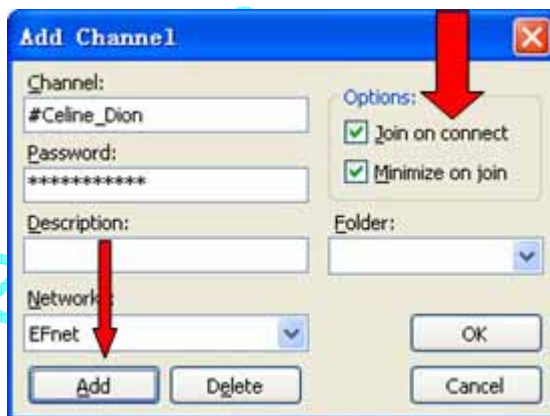 Add Channel
Channel:
#Celine_Dion
Password:
***********
Description:
Networks:
EFnet
Add
Delete
Options:
Join on connect
Minimize on join
Folder:
OK
Cancel